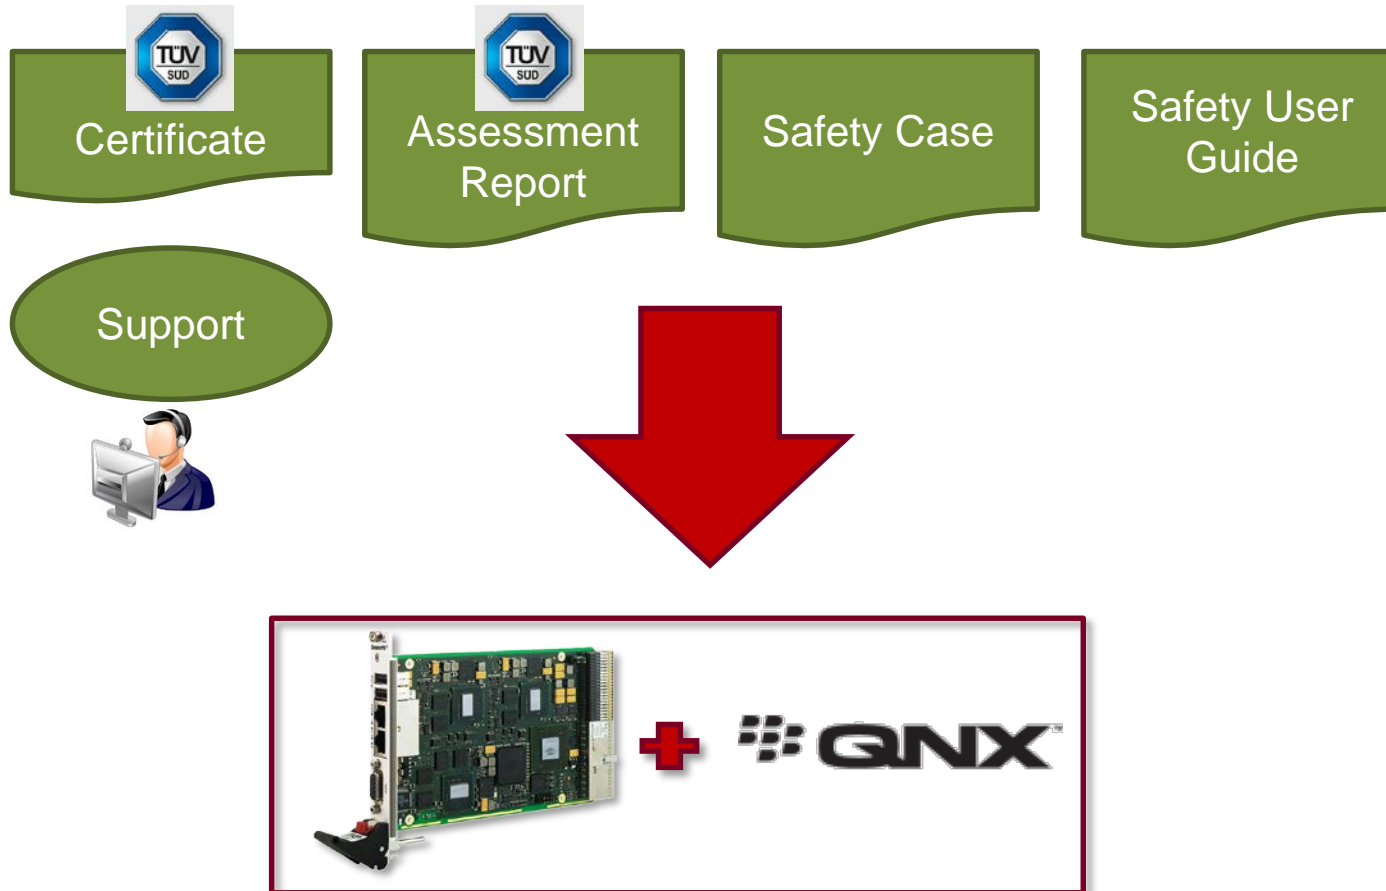 TÜV
SÜD
Certificate
TÜV
SÜD
Assessment
Report
Safety Case
Safety User
Guide
Support
QNX